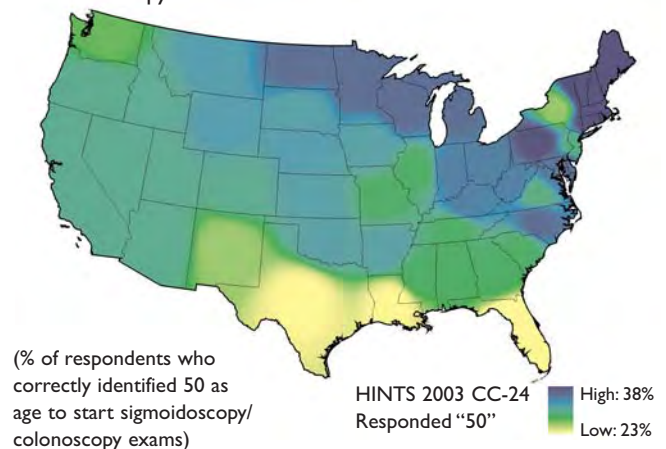 (% of respondents who
correctly identified 50 as
age to start sigmoidoscopy/
colonoscopy exams)
HINTS 2003 CC-24
Responded “50”
High: 38%
Low: 23%